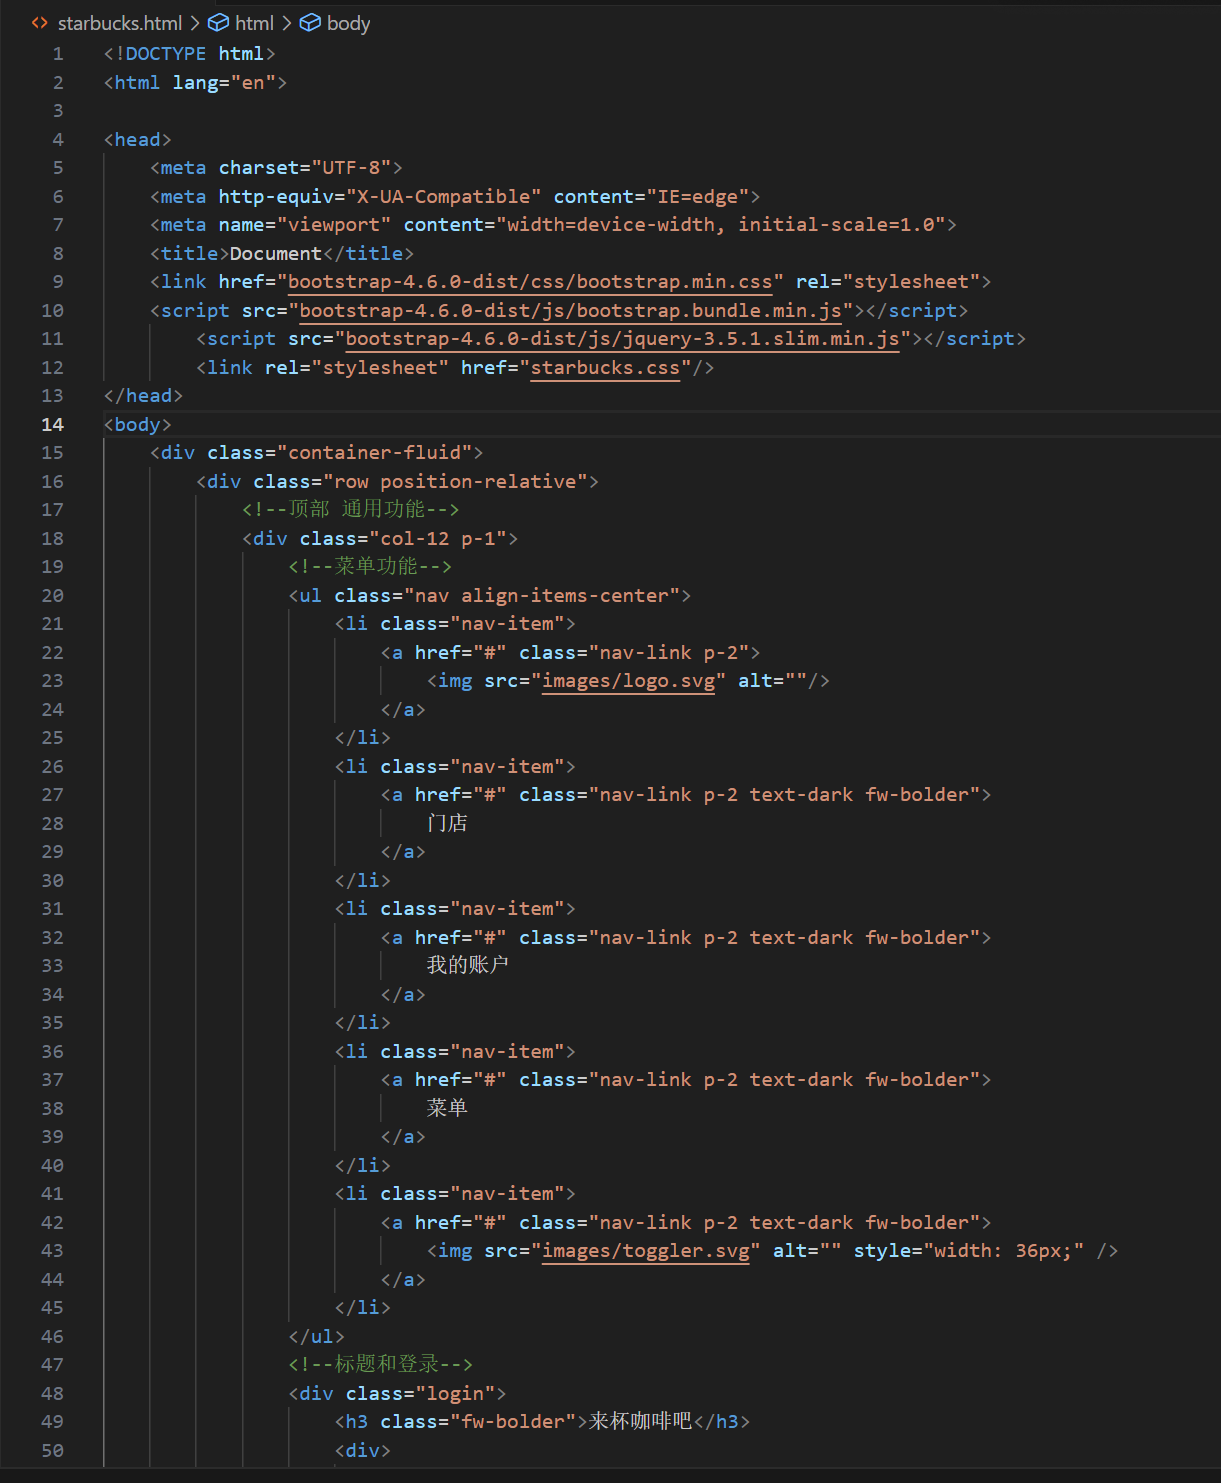 starbucks.html > html > body
1 <!DOCTYPE html>
2 <html lang="en">
3
4 <head>
5 <meta charset="UTF-8">
6 <meta http-equiv="X-UA-Compatible" content="IE=edge">
7 <meta name="viewport" content="width=device-width, initial-scale=1.0">
8 <title>Document</title>
9 <link href="bootstrap-4.6.0-dist/css/bootstrap.min.css" rel="stylesheet">
10 <script src="bootstrap-4.6.0-dist/js/bootstrap.bundle.min.js"></script>
11 <script src="bootstrap-4.6.0-dist/js/jquery-3.5.1.slim.min.js"></script>
12 <link rel="stylesheet" href="starbucks.css"/>
13 </head>
14 <body>
15 <div class="container-fluid">
16 <div class="row position-relative">
17 <!--顶部 通用功能-->
18 <div class="col-12 p-1">
19 <!--菜单功能-->
20 <ul class="nav align-items-center">
21 <li class="nav-item">
22 <a href="#" class="nav-link p-2">
23 <img src="images/logo.svg" alt=""/>
24 </a>
25 </li>
26 <li class="nav-item">
27 <a href="#" class="nav-link p-2 text-dark fw-bolder">
28 门店
29 </a>
30 </li>
31 <li class="nav-item">
32 <a href="#" class="nav-link p-2 text-dark fw-bolder">
33 我的账户
34 </a>
35 </li>
36 <li class="nav-item">
37 <a href="#" class="nav-link p-2 text-dark fw-bolder">
38 菜单
39 </a>
40 </li>
41 <li class="nav-item">
42 <a href="#" class="nav-link p-2 text-dark fw-bolder">
43 <img src="images/toggler.svg" alt="" style="width: 36px;" />
44 </a>
45 </li>
46 </ul>
47 <!--标题和登录-->
48 <div class="login">
49 <h3 class="fw-bolder">来杯咖啡吧</h3>
50 <div>